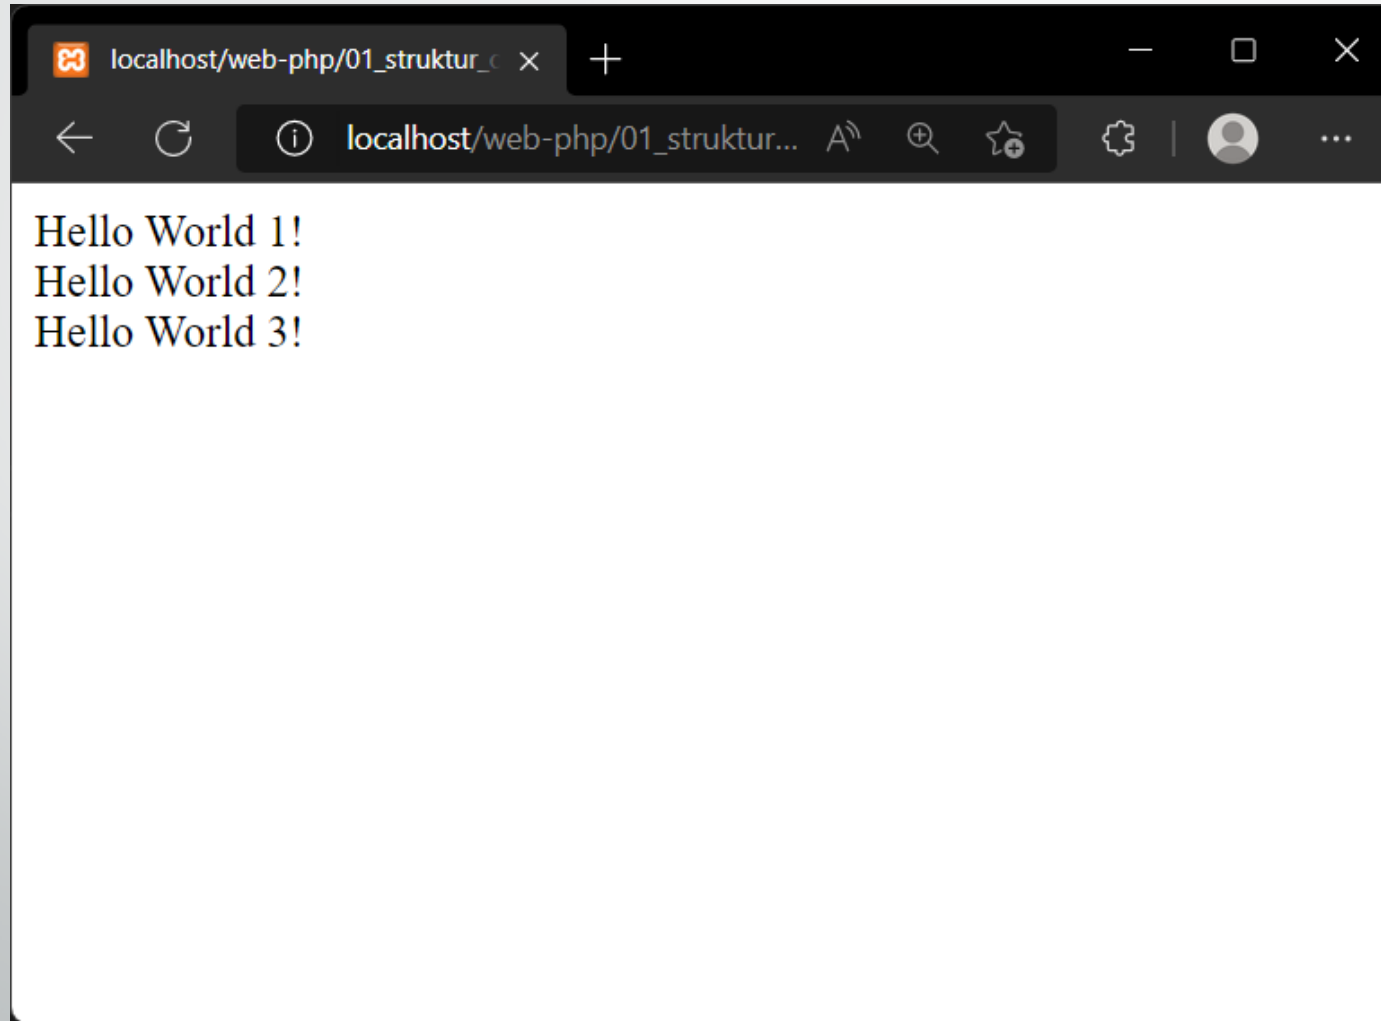 localhost/web-php/01_struktur_
localhost/web-php/01_struktur...
Hello World 1!
Hello World 2!
Hello World 3!